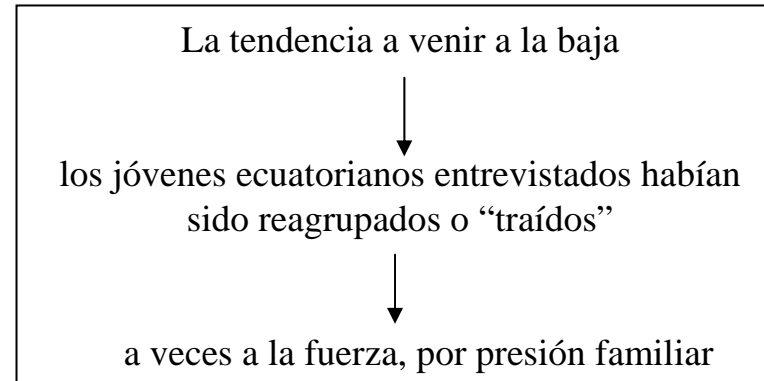 La tendencia a venir a la baja
los jóvenes ecuatorianos entrevistados habían
sido reagrupados o “traídos”
a veces a la fuerza, por presión familiar